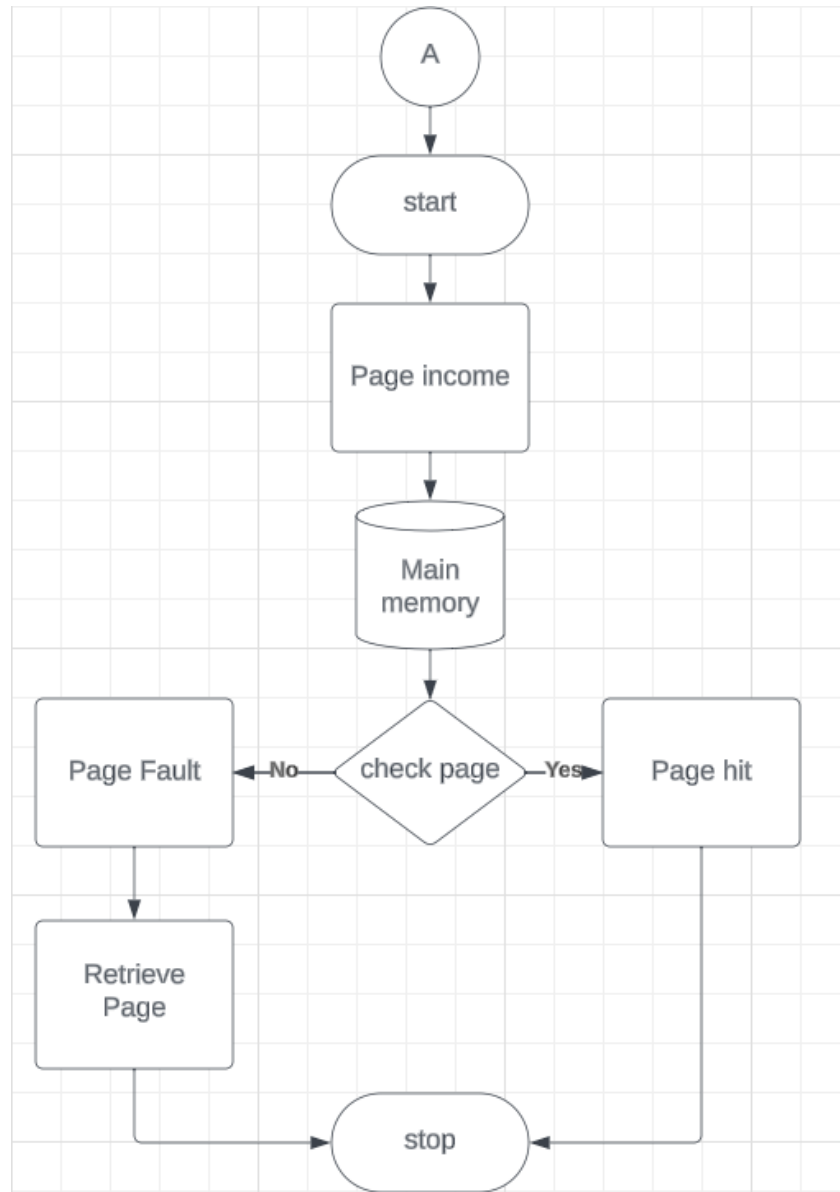 A
start
Page income
Main
memory
Page Fault
No
check page
Yes
Page hit
Retrieve
Page
stop